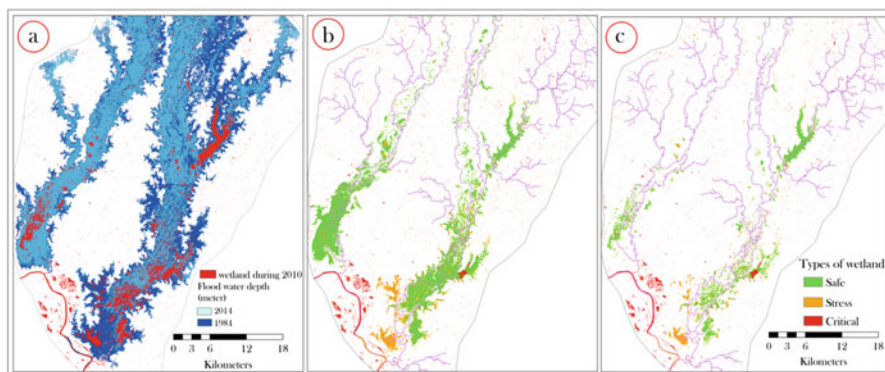 a
wetland during 2010
Flood water depth
(meter)
2014
1984
0 3 6 12 18
Kilometers
b
c
Types of wetland
Safe
Stress
Critical
0 3 6 12 18
Kilometers